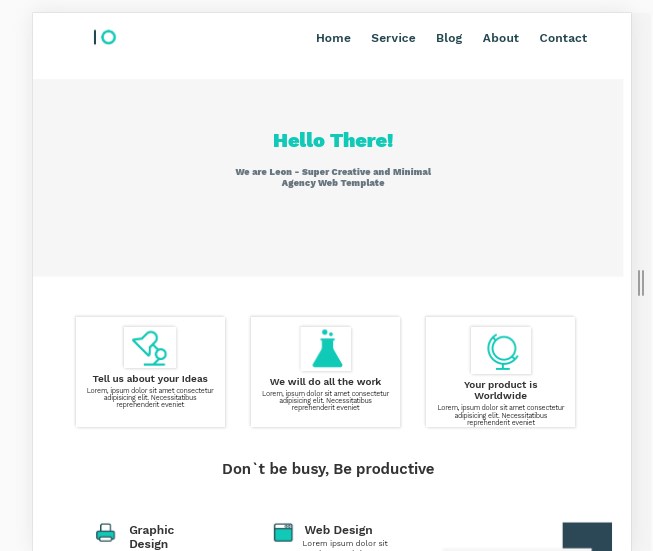 Home Service Blog About Contact
Hello There!
We are Leon - Super Creative and Minimal
Agency Web Template
Tell us about your Ideas
Lorem, ipsum dolor sit amet consectetur
adipisicing elit. Necessitatibus
reprehenderit eveniet
We will do all the work
Lorem, ipsum dolor sit amet consectetur
adipisicing elit. Necessitatibus
reprehenderit eveniet
Your product is
Worldwide
Lorem, ipsum dolor sit amet consectetur
adipisicing elit. Necessitatibus
reprehenderit eveniet
Don`t be busy, Be productive
Graphic
Design
Web Design
Lorem ipsum dolor sit